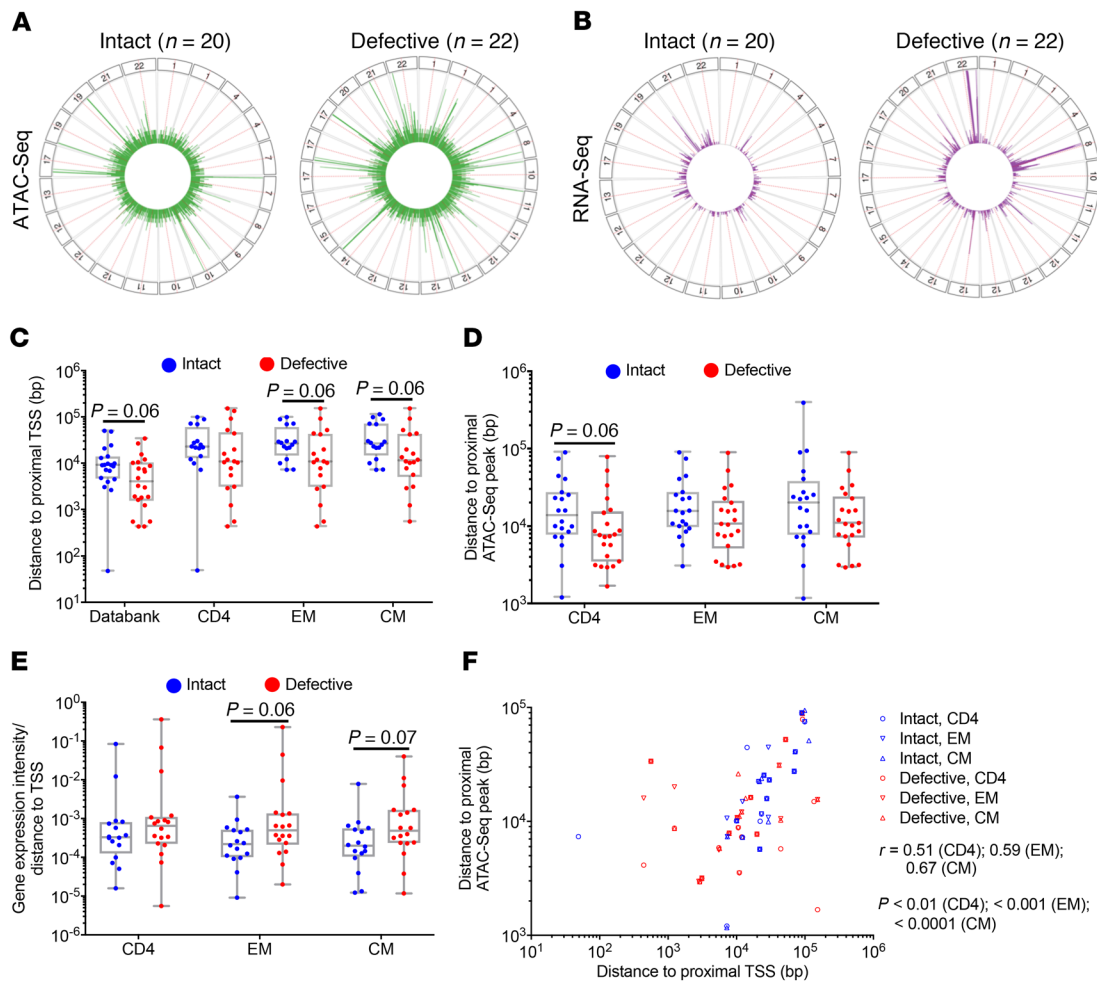 A
B
Intact (n = 20)
Defective (n = 22)
Intact (n = 20)
Defective (n = 22)
ATAC-Seq
RNA-Seq
C
D
Intact
Defective
Intact
Defective
Distance to proximal TSS (bp)
10^6
10^5
10^4
10^3
10^2
10^1
P = 0.06
P = 0.06
P = 0.06
Databank
CD4
EM
CM
Distance to proximal
ATAC-Seq peak (bp)
10^6
10^5
10^4
10^3
P = 0.06
CD4
EM
CM
E
F
Intact
Defective
Gene expression intensity/
distance to TSS
10^0
10^-1
10^-2
10^-3
10^-4
10^-5
10^-6
P = 0.06
P = 0.07
CD4
EM
CM
Distance to proximal
ATAC-Seq peak (bp)
10^5
10^4
10^3
10^1
10^2
10^3
10^4
10^5
10^6
Distance to proximal TSS (bp)
Intact, CD4
Intact, EM
Intact, CM
Defective, CD4
Defective, EM
Defective, CM
r = 0.51 (CD4); 0.59 (EM);
0.67 (CM)
P < 0.01 (CD4); < 0.001 (EM);
< 0.0001 (CM)